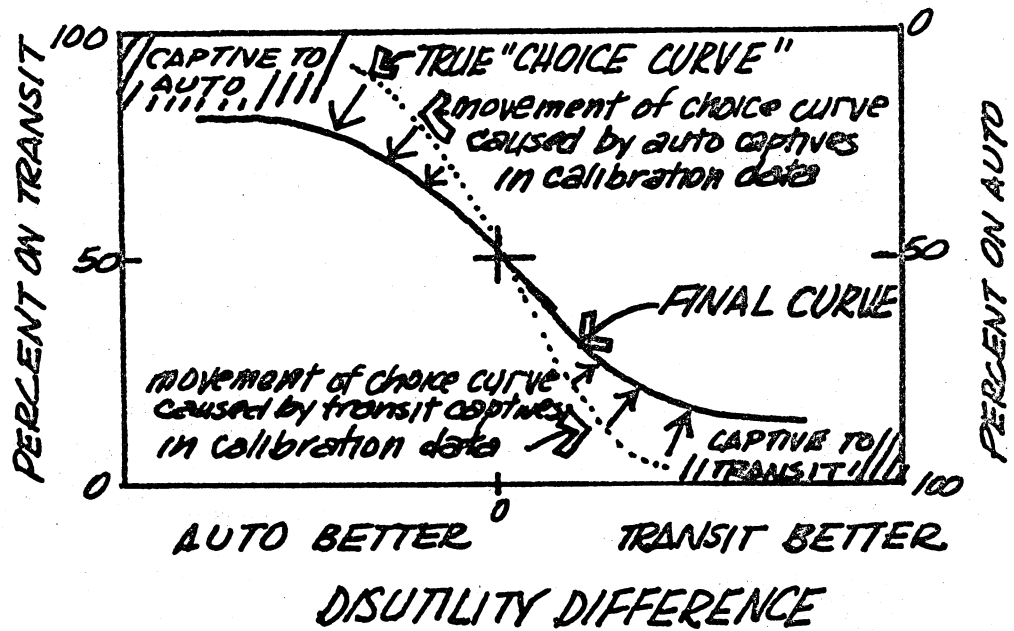 100
0
CAPTIVE TO
AUTO
TRUE "CHOICE CURVE"
movement of choice curve
caused by auto captives
in calibration data
PERCENT ON TRANSIT
PERCENT ON AUTO
50
50
FINAL CURVE
movement of choice curve
caused by transit captives
in calibration data
CAPTIVE TO
TRANSIT
0
100
0
AUTO BETTER
TRANSIT BETTER
DISUTILITY DIFFERENCE